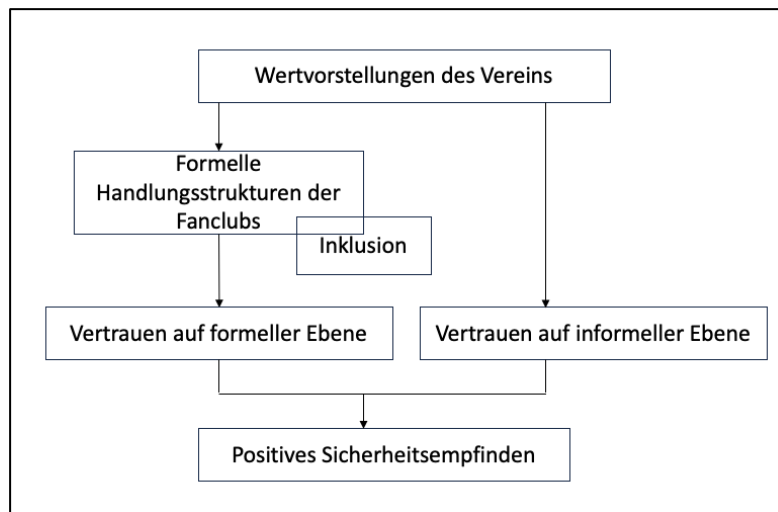 Wertvorstellungen des Vereins
Formelle
Handlungsstrukturen der
Fanclubs
Inklusion
Vertrauen auf formeller Ebene
Vertrauen auf informeller Ebene
Positives Sicherheitsempfinden